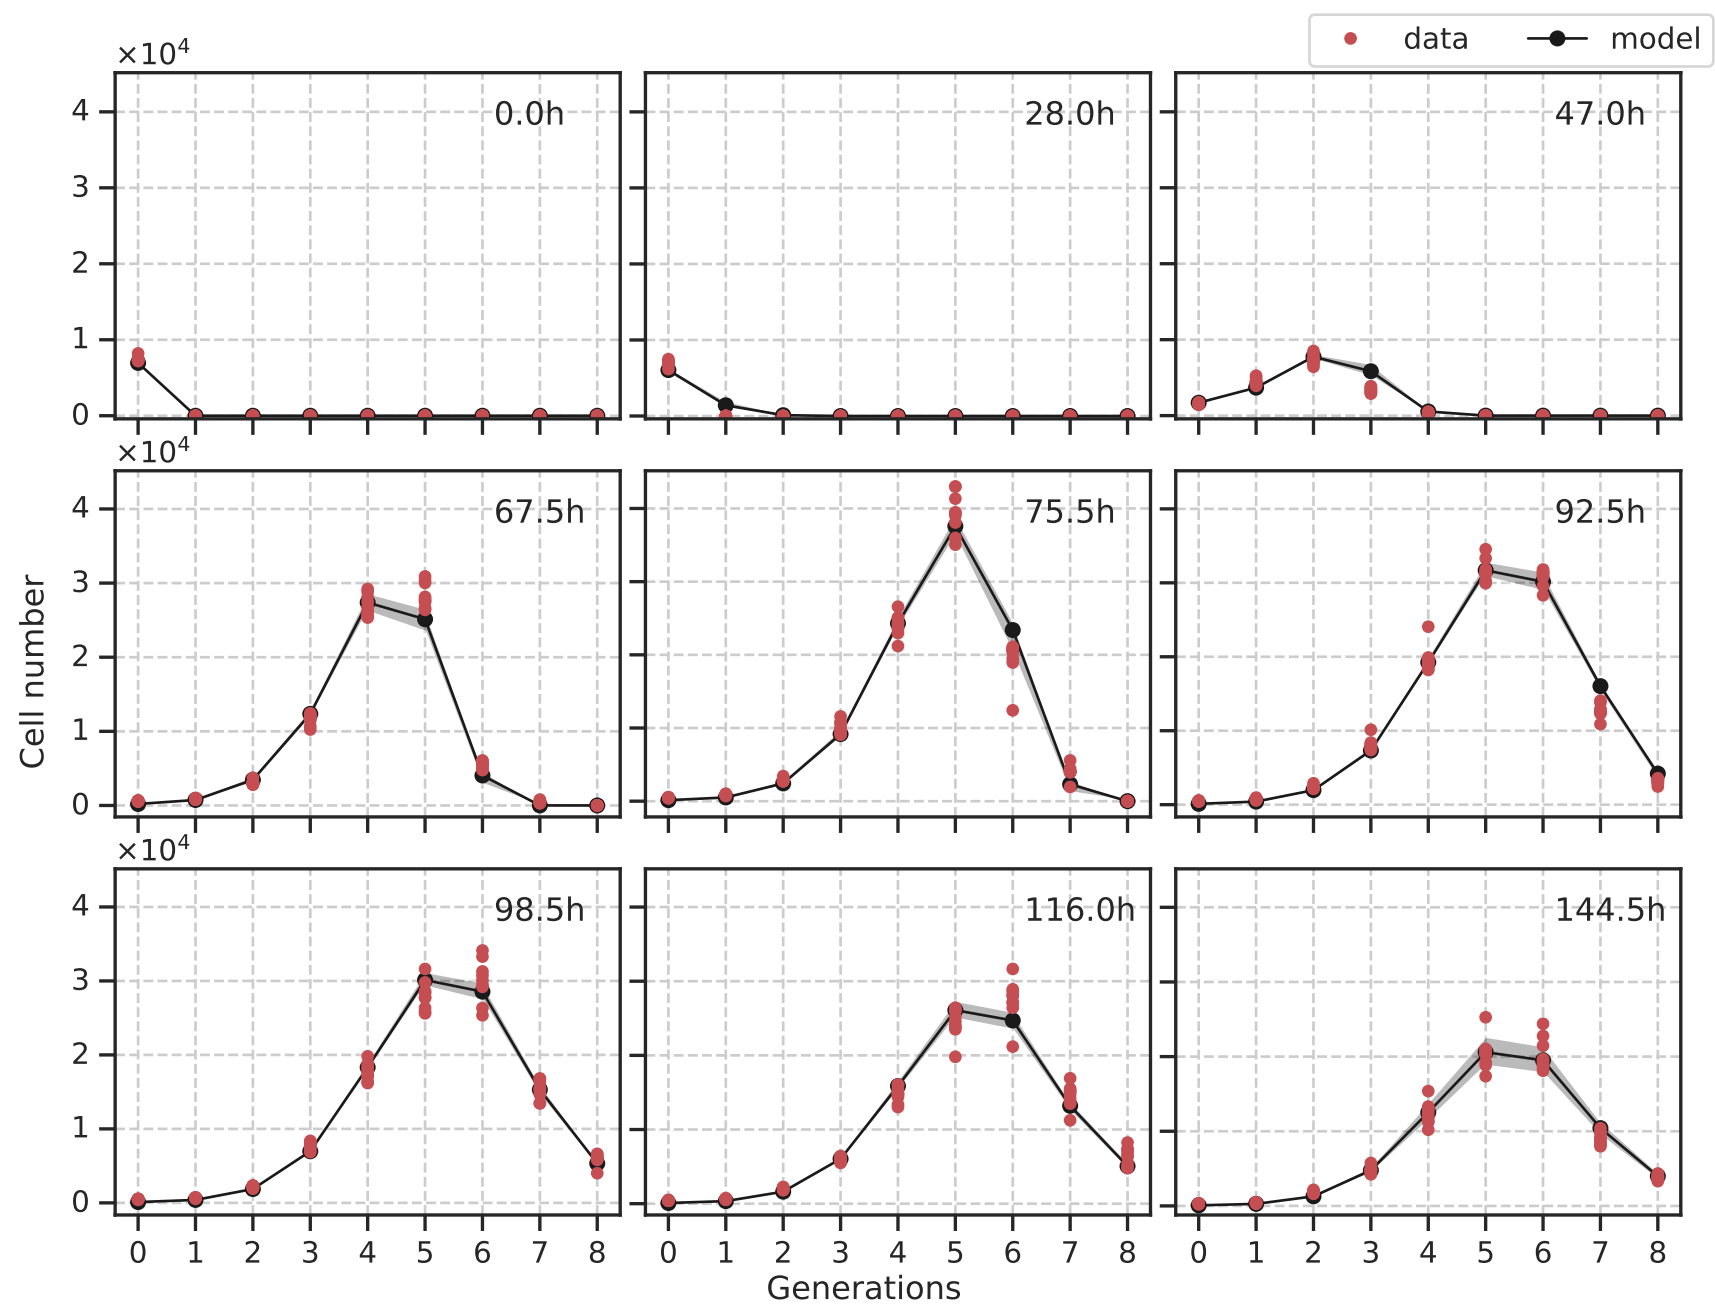 data model
×10⁴
4
3
2
1
0
0.0h
28.0h
47.0h
×10⁴
4
3
2
1
0
67.5h
75.5h
92.5h
Cell number
×10⁴
4
3
2
1
0
98.5h
116.0h
144.5h
0 1 2 3 4 5 6 7 8
0 1 2 3 4 5 6 7 8
0 1 2 3 4 5 6 7 8
Generations